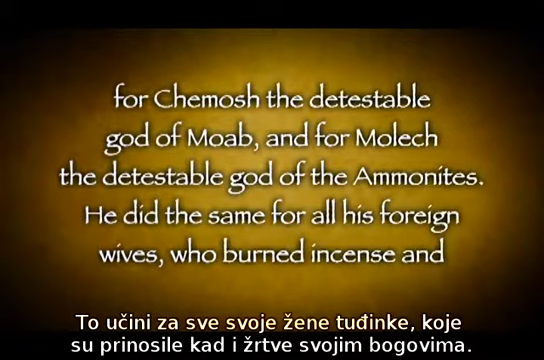 for Chemosh the detestable
god of Moab, and for Molech
the detestable god of the Ammonites.
He did the same for all his foreign
wives, who burned incense and
To učini za sve svoje žene tuđinke, koje
su prinosile kad i žrtve svojim bogovima.